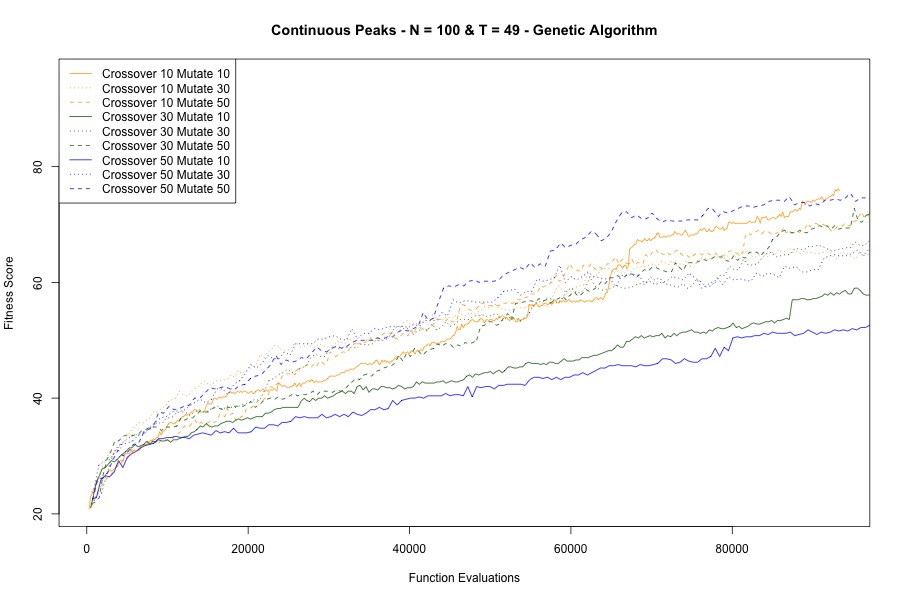 Continuous Peaks - N = 100 & T = 49 - Genetic Algorithm
Crossover 10 Mutate 10
Crossover 10 Mutate 30
Crossover 10 Mutate 50
Crossover 30 Mutate 10
Crossover 30 Mutate 30
Crossover 30 Mutate 50
Crossover 50 Mutate 10
Crossover 50 Mutate 30
Crossover 50 Mutate 50
Fitness Score
80
60
40
20
0 20000 40000 60000 80000
Function Evaluations